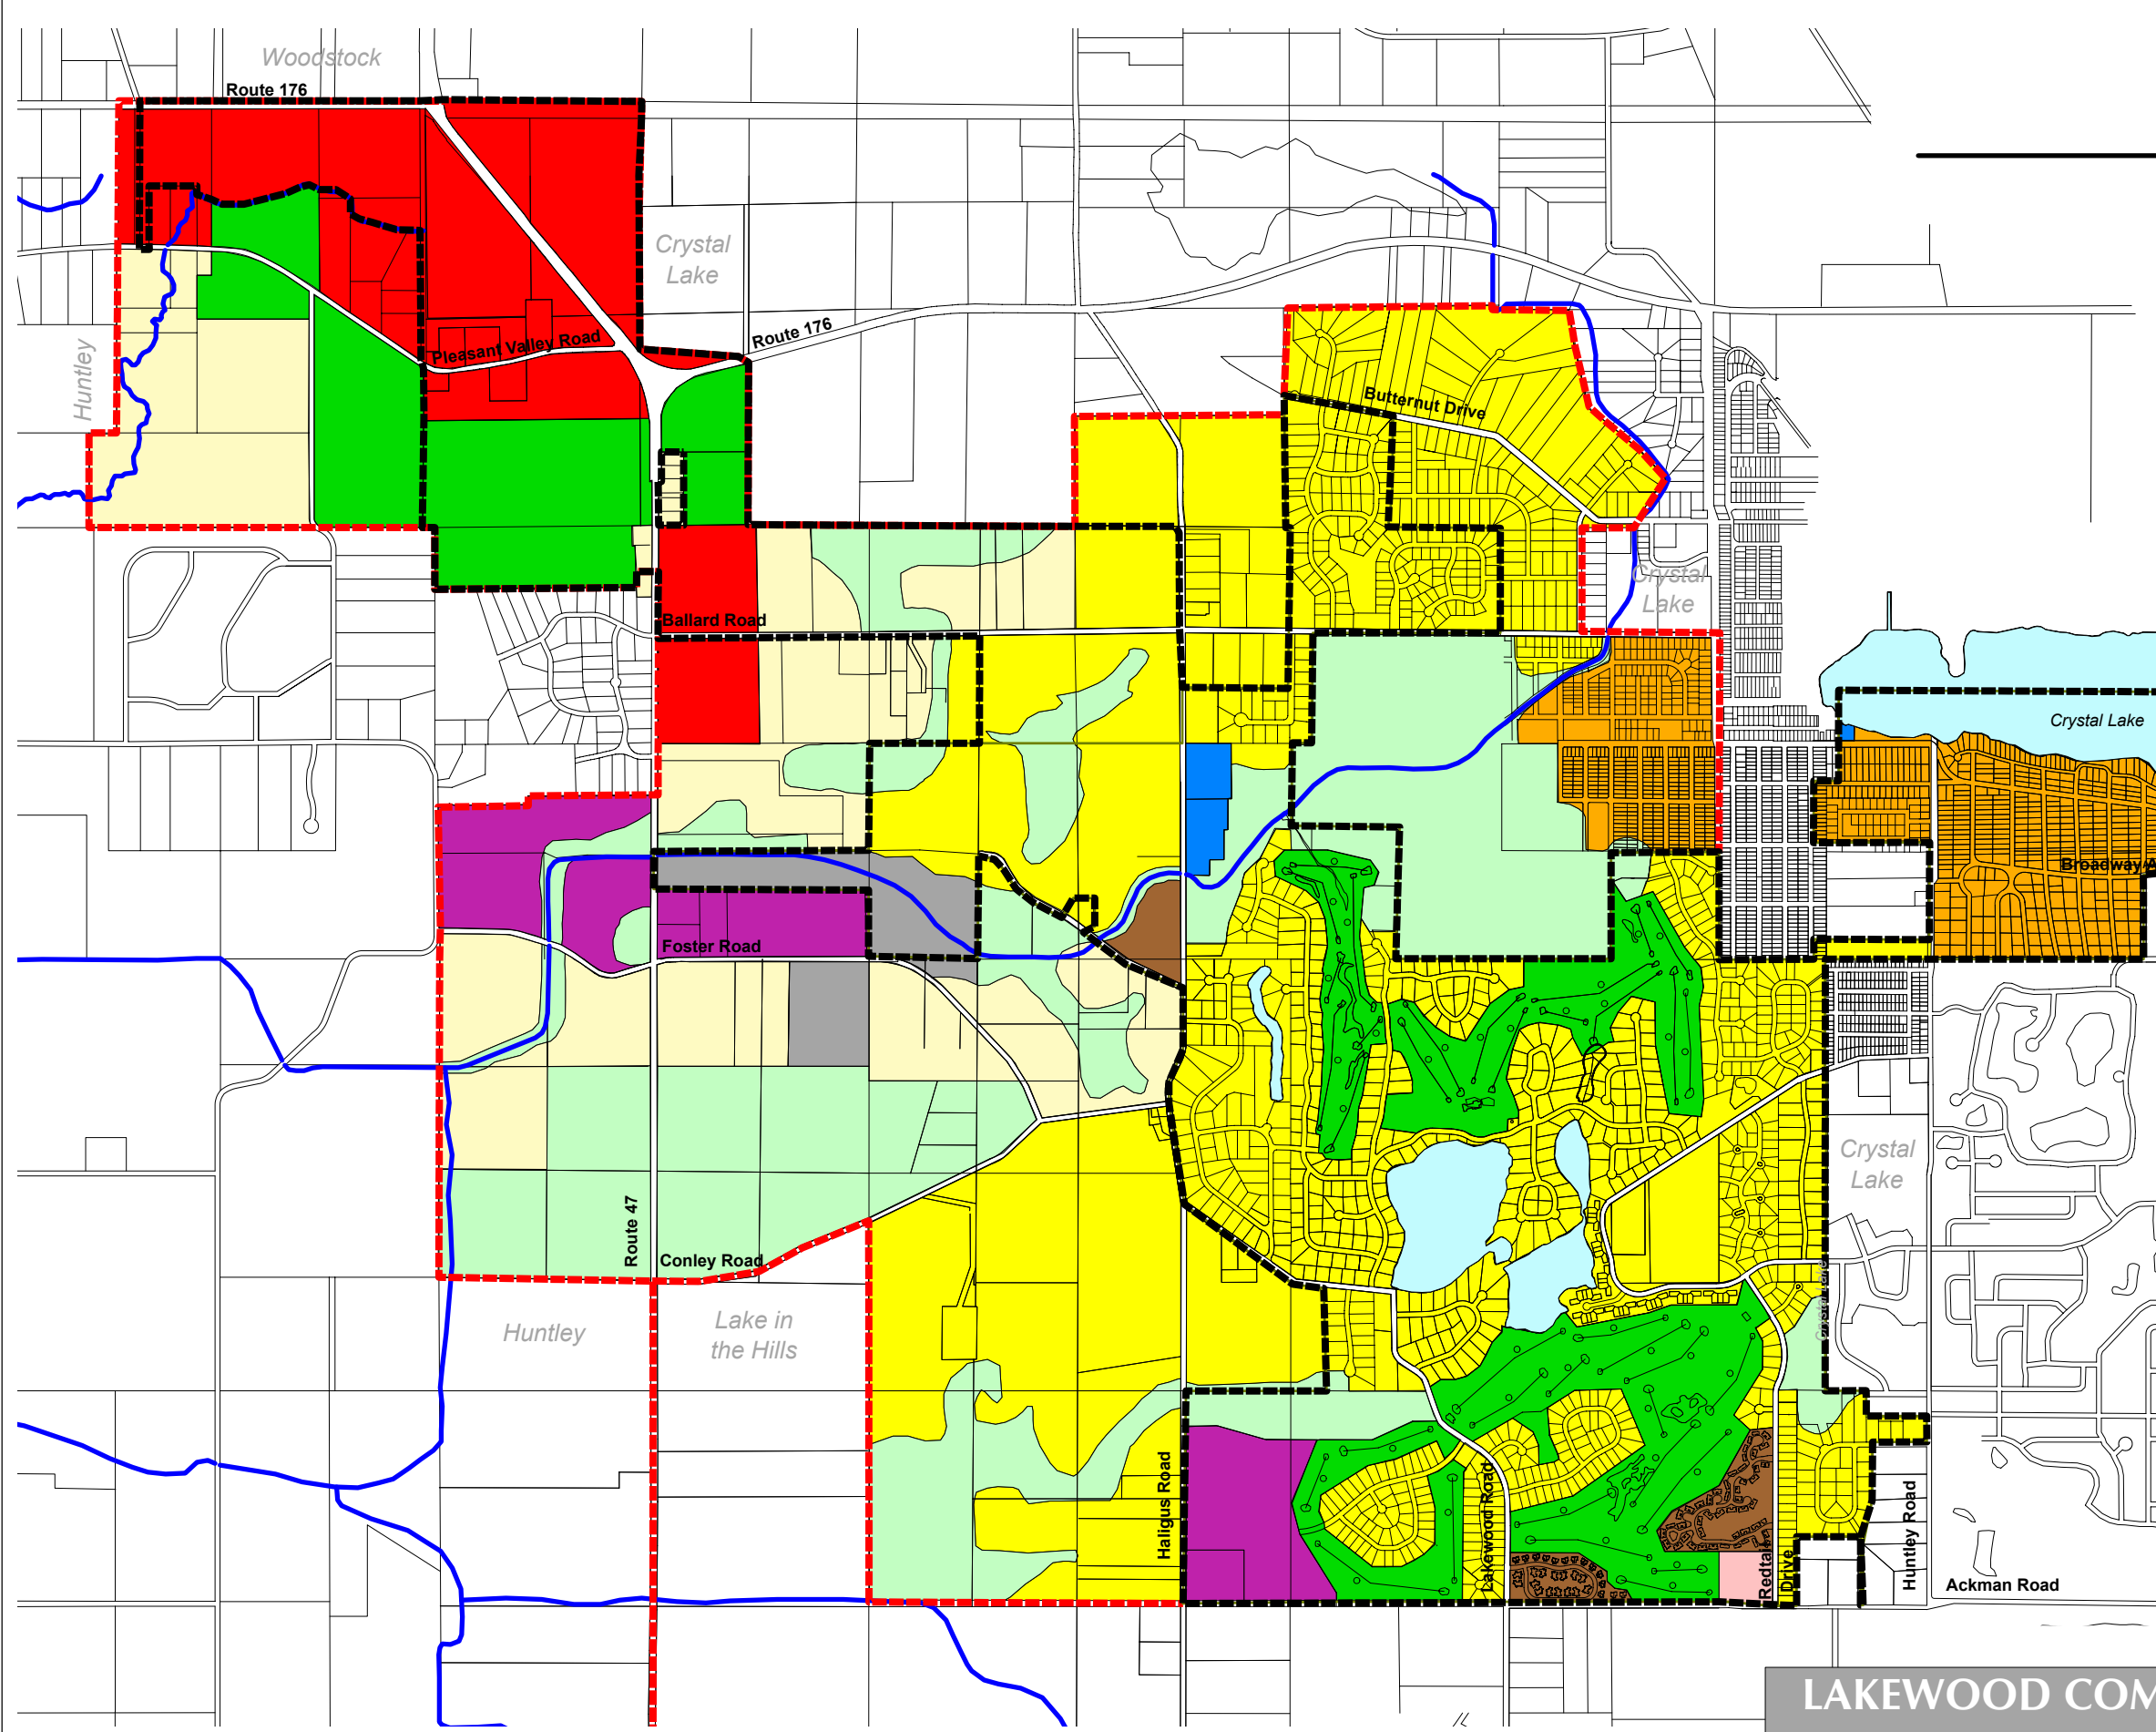 Woodstock
Route 176
Crystal
Lake
Route 176
Pleasant Valley Road
Huntley
Butternut Drive
Crystal
Lake
Ballard Road
Crystal Lake
Broadway A
Foster Road
Crystal
Lake
Route 47
Conley Road
Crystal Lake
Huntley
Lake in
the Hills
Haligus Road
Lakewood Road
Redtail
Drive
Huntley Road
Ackman Road
LAKEWOOD COM